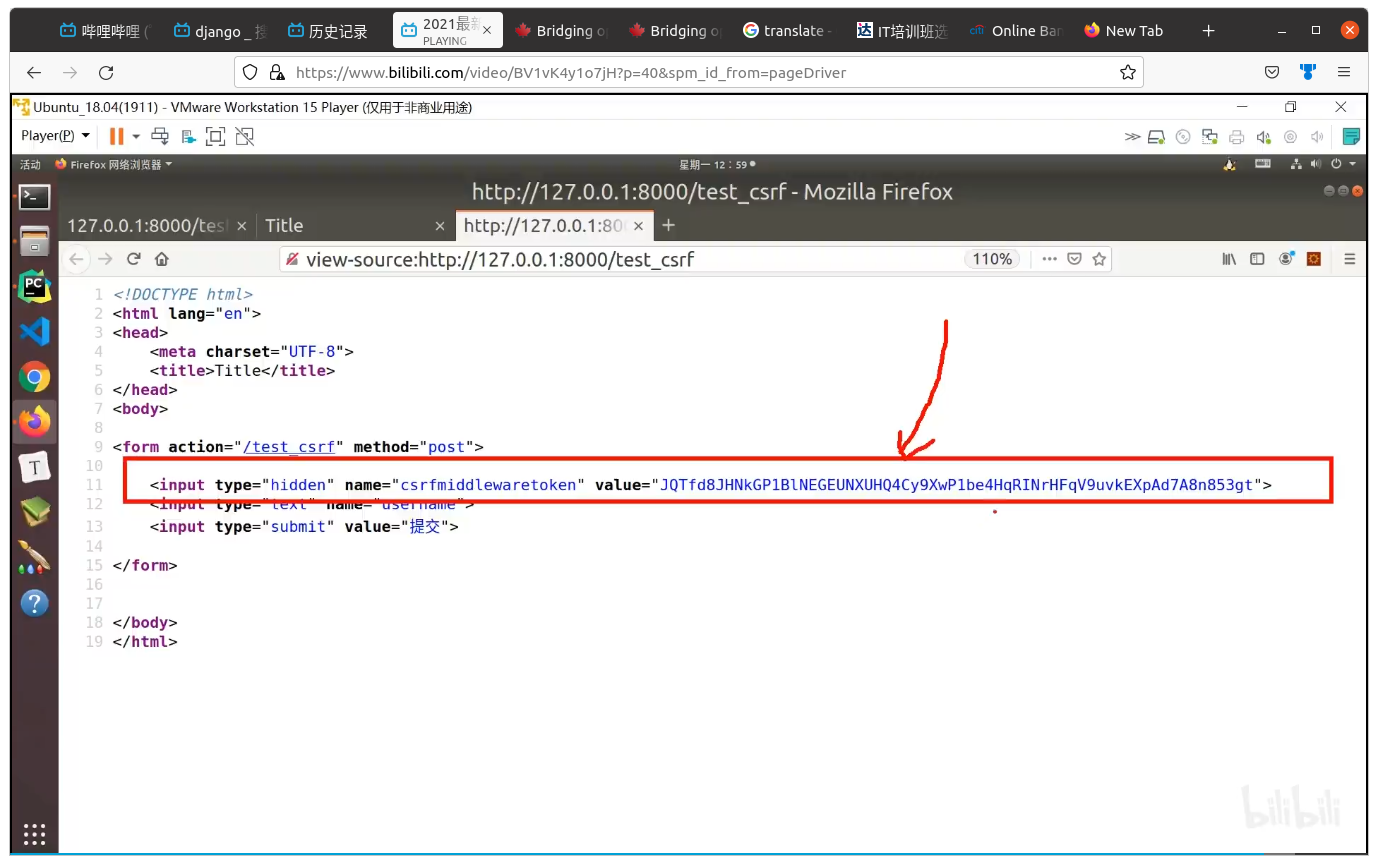 哔哩哔哩 (
django _ 搜
历史记录
2021最新
PLAYING
Bridging o
Bridging o
translate -
IT培训班选
Online Ban
New Tab
https://www.bilibili.com/video/BV1vK4y1o7jH?p=40&spm_id_from=pageDriver
Ubuntu_18.04(1911) - VMware Workstation 15 Player (仅用于非商业用途)
Player(P)
活动
Firefox 网络浏览器
星期一 12：59
http://127.0.0.1:8000/test_csrf - Mozilla Firefox
127.0.0.1:8000/tes
Title
http://127.0.0.1:80
view-source:http://127.0.0.1:8000/test_csrf
110%
1 <!DOCTYPE html>
2 <html lang="en">
3 <head>
4 <meta charset="UTF-8">
5 <title>Title</title>
6 </head>
7 <body>
8
9 <form action="/test_csrf" method="post">
10
11 <input type="hidden" name="csrfmiddlewaretoken" value="JQTfd8JHNkGP1BlNEGEUNXUHQ4Cy9XwP1be4HqRINrHFqV9uvkEXpAd7A8n853gt">
12 <input type="text" name="username">
13 <input type="submit" value="提交">
14
15 </form>
16
17
18 </body>
19 </html>
bilibili